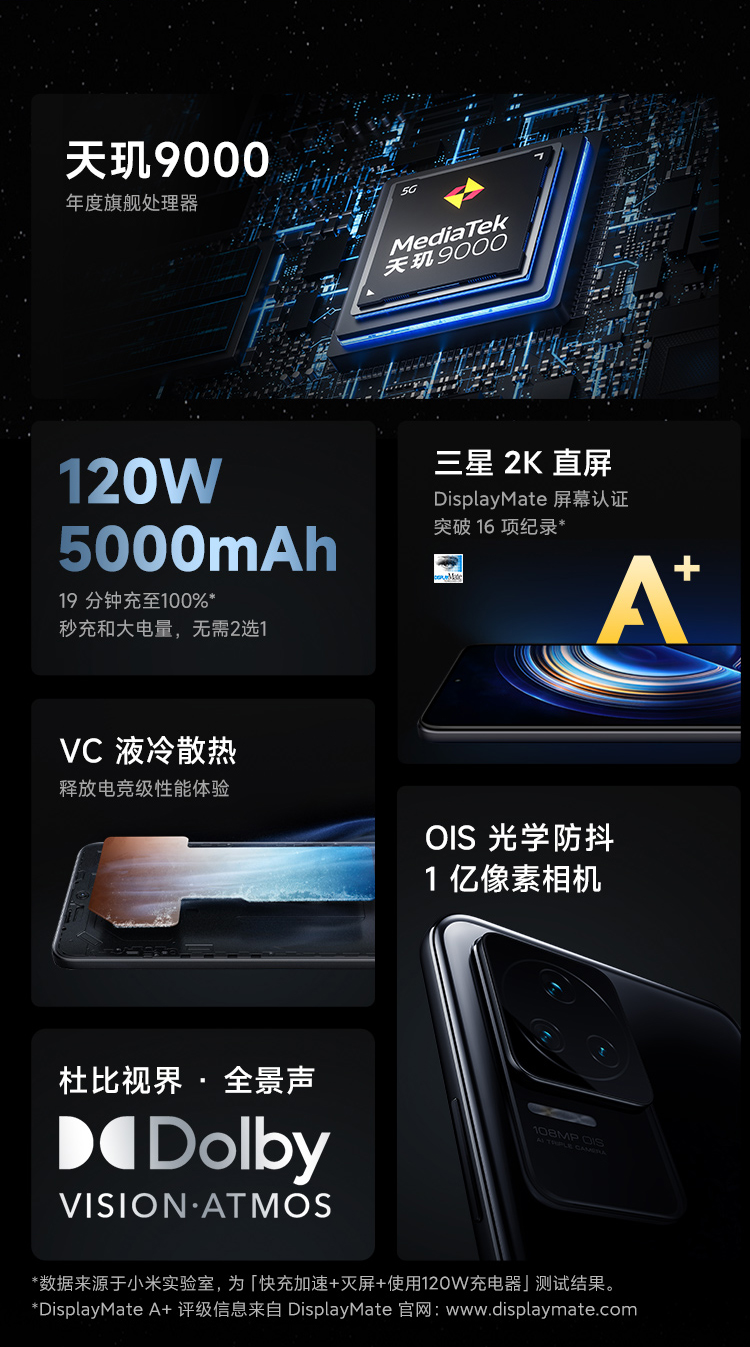 天玑9000
年度旗舰处理器
5G
MediaTek
天玑9000
120W
5000mAh
19 分钟充至100%*
秒充和大电量，无需2选1
三星 2K 直屏
DisplayMate 屏幕认证
突破 16 项纪录*
DISPLAYMate
A+
VC 液冷散热
释放电竞级性能体验
OIS 光学防抖
1 亿像素相机
108MP OIS
AI TRIPLE CAMERA
杜比视界 · 全景声
Dolby
VISION·ATMOS
*数据来源于小米实验室，为「快充加速+灭屏+使用120W充电器」测试结果。
*DisplayMate A+ 评级信息来自 DisplayMate 官网：www.displaymate.com